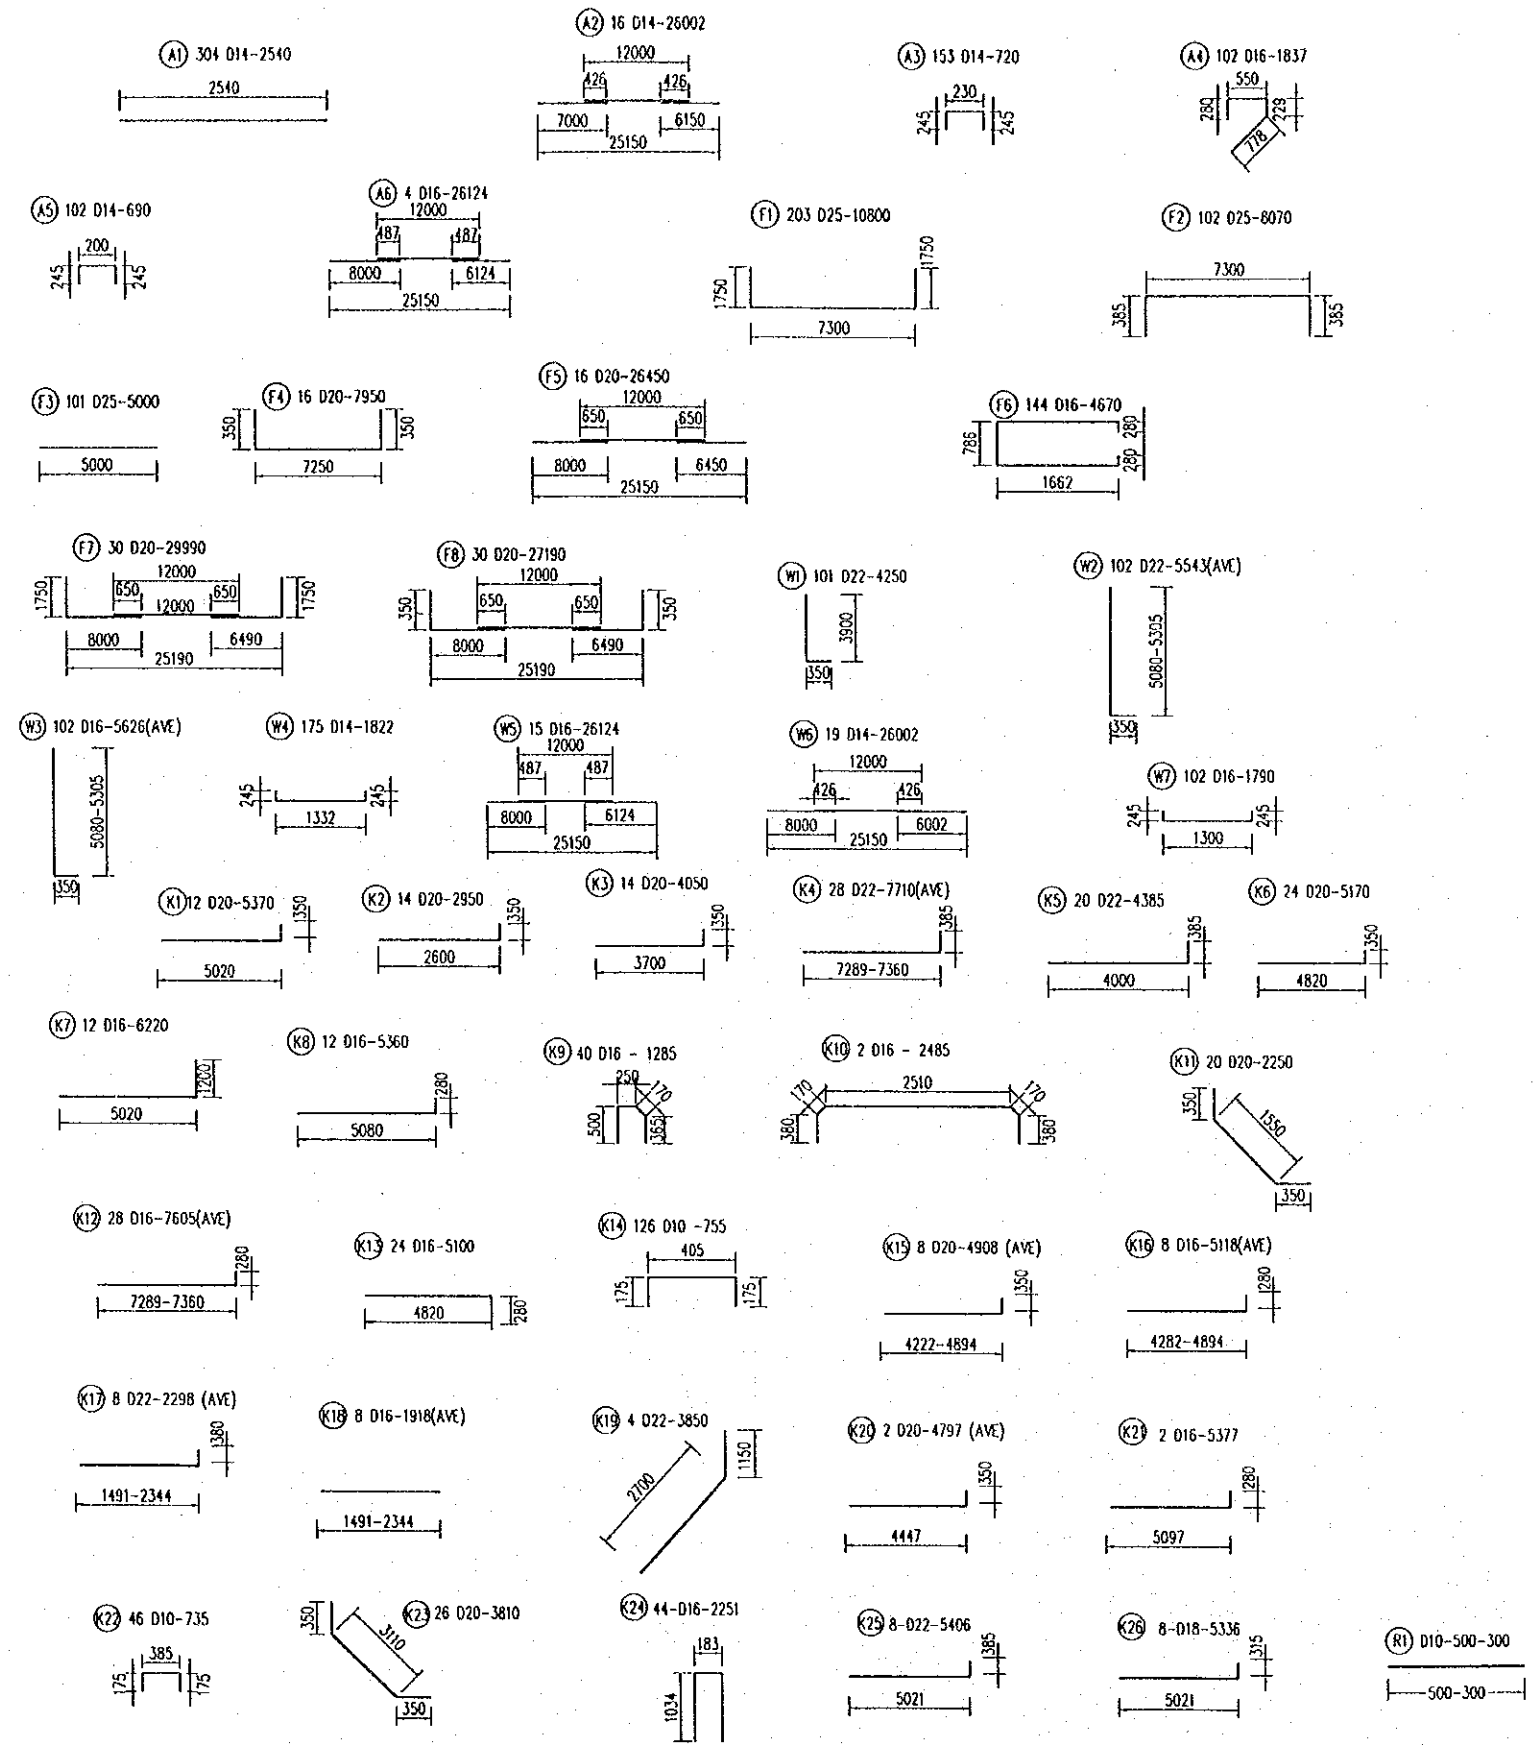 A1 304 D14-2540
2540
A2 16 D14-26002
12000
426 426
7000 6150
25150
A3 153 D14-720
230
245 245
A4 102 D16-1837
550
280 229
778
A5 102 D14-690
200
245 245
A6 4 D16-26124
12000
487 487
8000 6124
25150
F1 203 D25-10800
1750 1750
7300
F2 102 D25-8070
7300
385 385
F3 101 D25-5000
5000
F4 16 D20-7950
350 350
7250
F5 16 D20-26450
12000
650 650
8000 6450
25150
F6 144 D16-4670
786 280
280
1662
F7 30 D20-29990
12000
1750 650 12000 650 1750
8000 6490
25190
F8 30 D20-27190
12000
350 650 650 350
8000 6490
25190
W1 101 D22-4250
3900
350
W2 102 D22-5543(AVE)
5080-5305
350
W3 102 D16-5626(AVE)
5080-5305
350
W4 175 D14-1822
245 245
1332
W5 15 D16-26124
12000
487 487
8000 6124
25150
W6 19 D14-26002
12000
426 426
8000 6002
25150
W7 102 D16-1790
245 245
1300
K1 12 D20-5370
350
5020
K2 14 D20-2950
350
2600
K3 14 D20-4050
350
3700
K4 28 D22-7710(AVE)
385
7289-7360
K5 20 D22-4385
385
4000
K6 24 D20-5170
350
4820
K7 12 D16-6220
1200
5020
K8 12 D16-5360
280
5080
K9 40 D16 - 1285
250
170
500 365
K10 2 D16 - 2485
2510
170 170
380 380
K11 20 D20-2250
350
1550
350
K12 28 D16-7605(AVE)
280
7289-7360
K13 24 D16-5100
4820
280
K14 126 D10 -755
405
175 175
K15 8 D20-4908 (AVE)
350
4222-4894
K16 8 D16-5118(AVE)
280
4282-4894
K17 8 D22-2298 (AVE)
380
1491-2344
K18 8 D16-1918(AVE)
1491-2344
K19 4 D22-3850
2700
1150
K20 2 D20-4797 (AVE)
350
4447
K21 2 D16-5377
280
5097
K22 46 D10-735
385
175 175
K23 26 D20-3810
350
3110
350
K24 44-D16-2251
183
1034
K25 8-D22-5406
385
5021
K26 8-D18-5336
315
5021
R1 D10-500-300
500-300